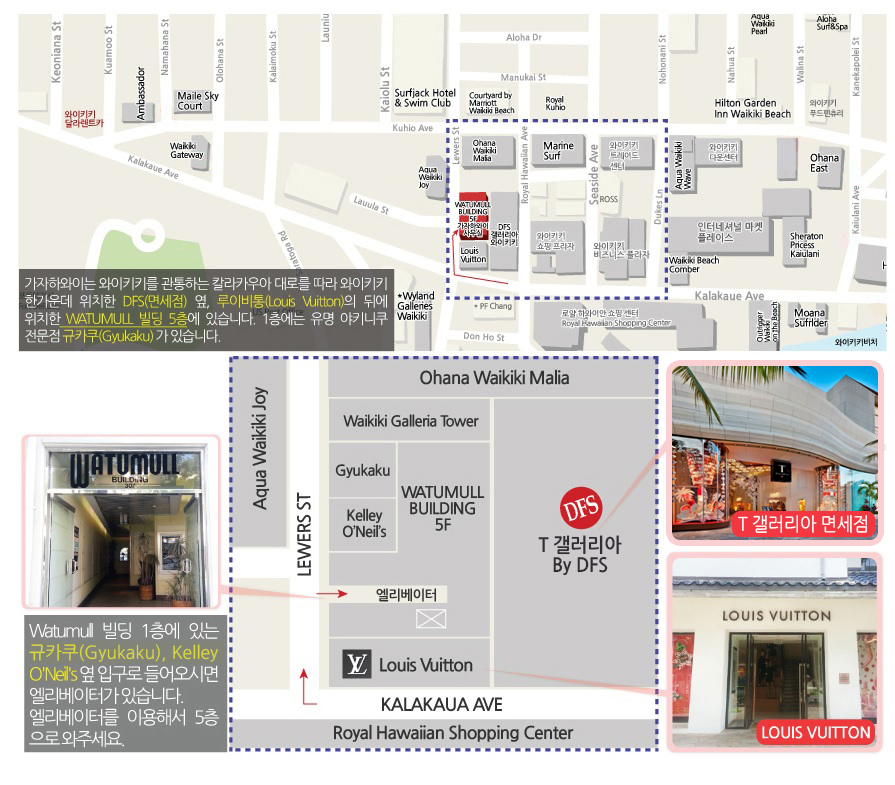 Keoniana St
Kuamoo St
Namahana St
Olohana St
Kalaimoku St
Launiu
Kaiolu St
Aloha Dr
Manukai St
Nohonani St
Nahua St
Walina St
Kanekapolei St
Aqua
Waikiki
Pearl
Aloha
Surf&Spa
Ambassador
Maile Sky
Court
Surfjack Hotel
& Swim Club
Courtyard by
Marriott
Waikiki Beach
Royal
Kuhio
Hilton Garden
Inn Waikiki Beach
와이키키
푸드팬츄리
와이키키
달라렌트카
Waikiki
Gateway
Kuhio Ave
Kalakaue Ave
Lauula St
Aqua
Waikiki
Joy
Lewers St
Ohana
Waikiki
Malia
Royal Hawaiian Ave
Marine
Surf
Seaside Ave
와이키키
트레이드
센터
Dukes Ln
Aqua Waikiki
Wave
와이키키
타운센터
Ohana
East
Kaiulani Ave
WATUMULL
BUILDING
5F
가자하와이
사무실
DFS
갤러리아
와이키키
Louis
Vuitton
와이키키
쇼핑 프라자
ROSS
와이키키
비즈니스 플라자
인터네셔널 마켓
플레이스
Sheraton
Pricess
Kaiulani
Waikiki Beach
Comber
Kalakaue Ave
Wyland
Galleries
Waikiki
PF Chang
Don Ho St
로얄 하와이안 쇼핑 센터
Royal Hawaiian Shopping Center
Outrigger
Waikiki
on the Beach
Moana
Sufrider
와이키키비치
가자하와이는 와이키키를 관통하는 칼라카우아 대로를 따라 와이키키
한가운데 위치한 DFS(면세점) 옆, 루이비통(Louis Vuitton)의 뒤에
위치한 WATUMULL 빌딩 5층에 있습니다. 1층에는 유명 야키니쿠
전문점 규카쿠(Gyukaku) 가 있습니다.
Aqua Waikiki Joy
LEWERS ST
Ohana Waikiki Malia
Waikiki Galleria Tower
Gyukaku
Kelley
O'Neil's
WATUMULL
BUILDING
5F
DFS
T 갤러리아
By DFS
엘리베이터
LV
Louis Vuitton
KALAKAUA AVE
Royal Hawaiian Shopping Center
WATUMULL
BUILDING
307
Watumull 빌딩 1층에 있는
규카쿠(Gyukaku), Kelley
O'Neil's 옆 입구로 들어오시면
엘리베이터가 있습니다.
엘리베이터를 이용해서 5층
으로 와주세요.
T
T 갤러리아 면세점
LOUIS VUITTON
LOUIS VUITTON